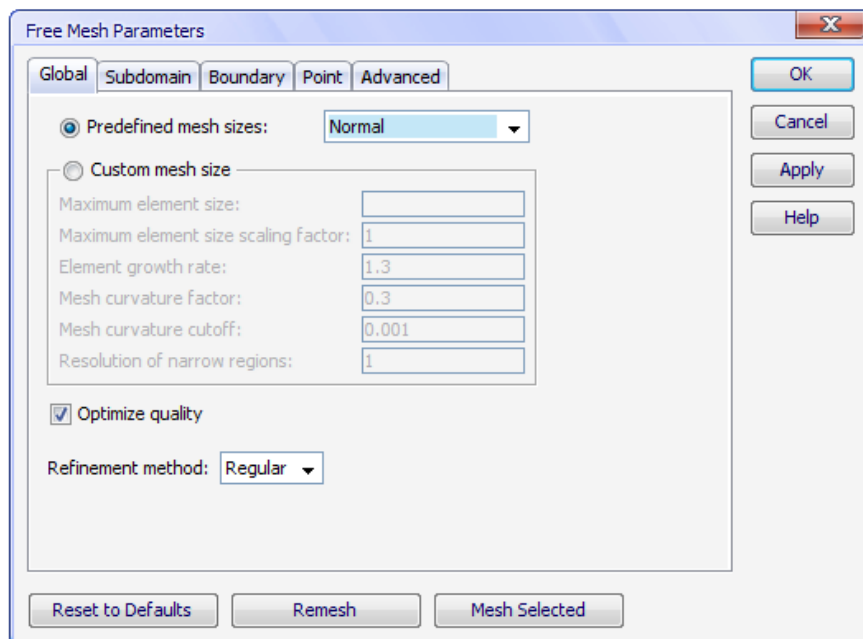 Free Mesh Parameters
Global Subdomain Boundary Point Advanced
Predefined mesh sizes: Normal
Custom mesh size
Maximum element size:
Maximum element size scaling factor: 1
Element growth rate: 1.3
Mesh curvature factor: 0.3
Mesh curvature cutoff: 0.001
Resolution of narrow regions: 1
Optimize quality
Refinement method: Regular
OK
Cancel
Apply
Help
Reset to Defaults Remesh Mesh Selected